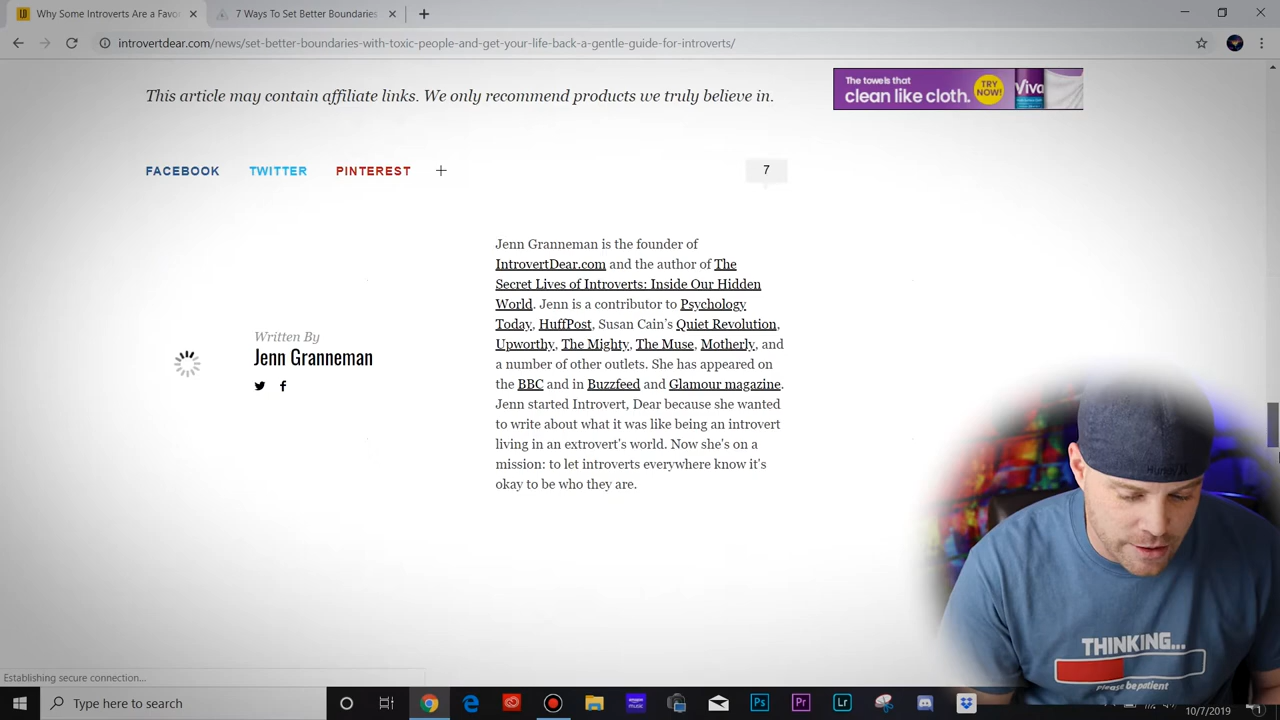 Why Some Introverts Are a Favor
7 Ways To Set Better Boundaries
introvertdear.com/news/set-better-boundaries-with-toxic-people-and-get-your-life-back-a-gentle-guide-for-introverts/
This article may contain affiliate links. We only recommend products we truly believe in.
The towels that
clean like cloth.
TRY
NOW!
Viva
FACEBOOK TWITTER PINTEREST +
7
Jenn Granneman is the founder of
IntrovertDear.com and the author of The
Secret Lives of Introverts: Inside Our Hidden
World. Jenn is a contributor to Psychology
Today, HuffPost, Susan Cain's Quiet Revolution,
Upworthy, The Mighty, The Muse, Motherly, and
a number of other outlets. She has appeared on
the BBC and in Buzzfeed and Glamour magazine.
Jenn started Introvert, Dear because she wanted
to write about what it was like being an introvert
living in an extrovert's world. Now she's on a
mission: to let introverts everywhere know it's
okay to be who they are.
Written By
Jenn Granneman
Hurley
THINKING...
please be patient
Establishing secure connection...
Type here to search
music
Ps
Pr
Lr
10/7/2019
1